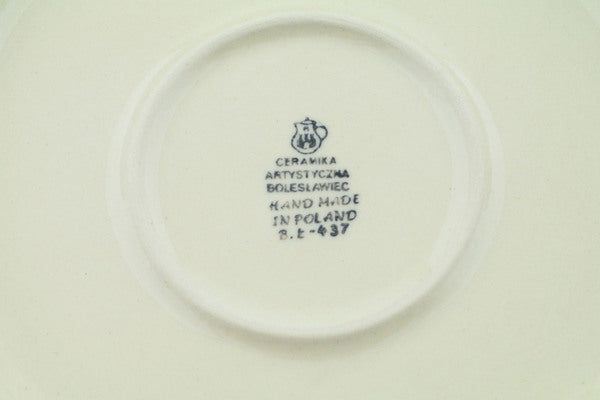 CERAMIKA
ARTYSTYCZNA
BOLESŁAWIEC
HAND MADE
IN POLAND
B.Ł-437